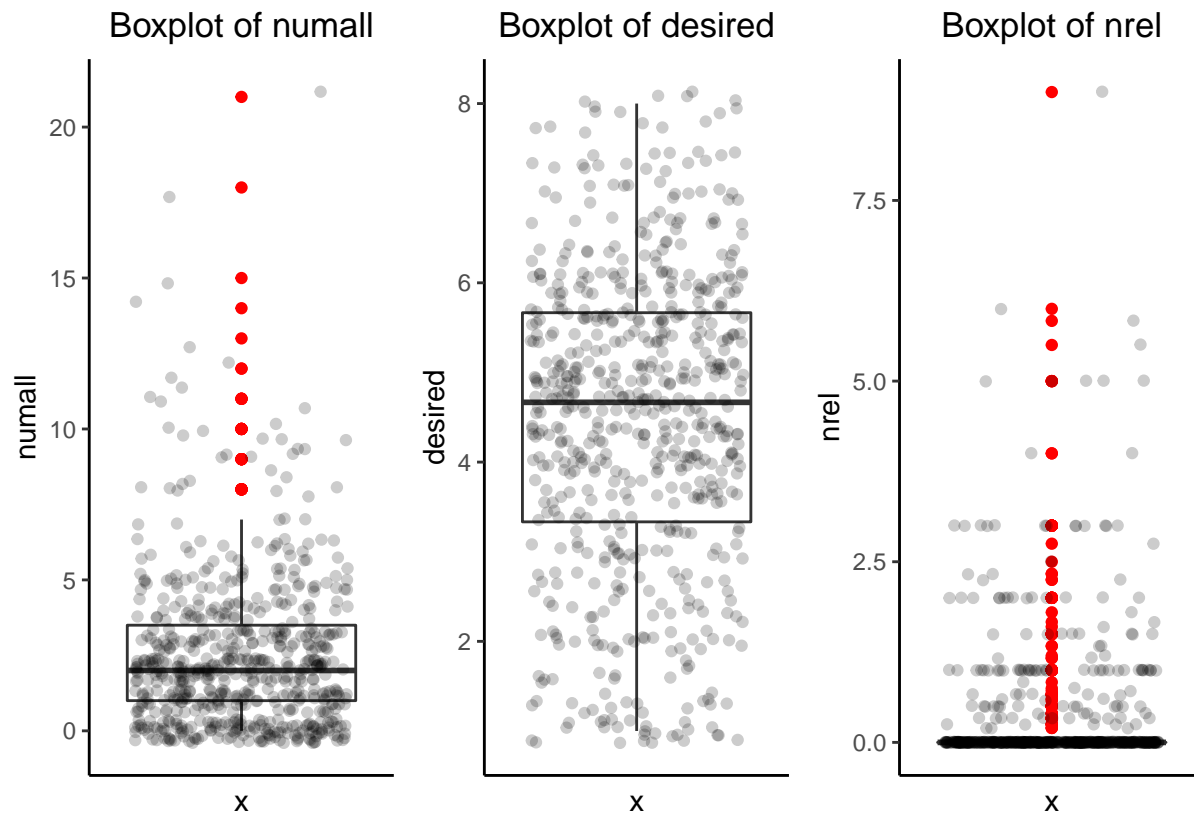 Boxplot of numall
numall
20
15
10
5
0
x
Boxplot of desired
desired
8
6
4
2
x
Boxplot of nrel
nrel
7.5
5.0
2.5
0.0
x